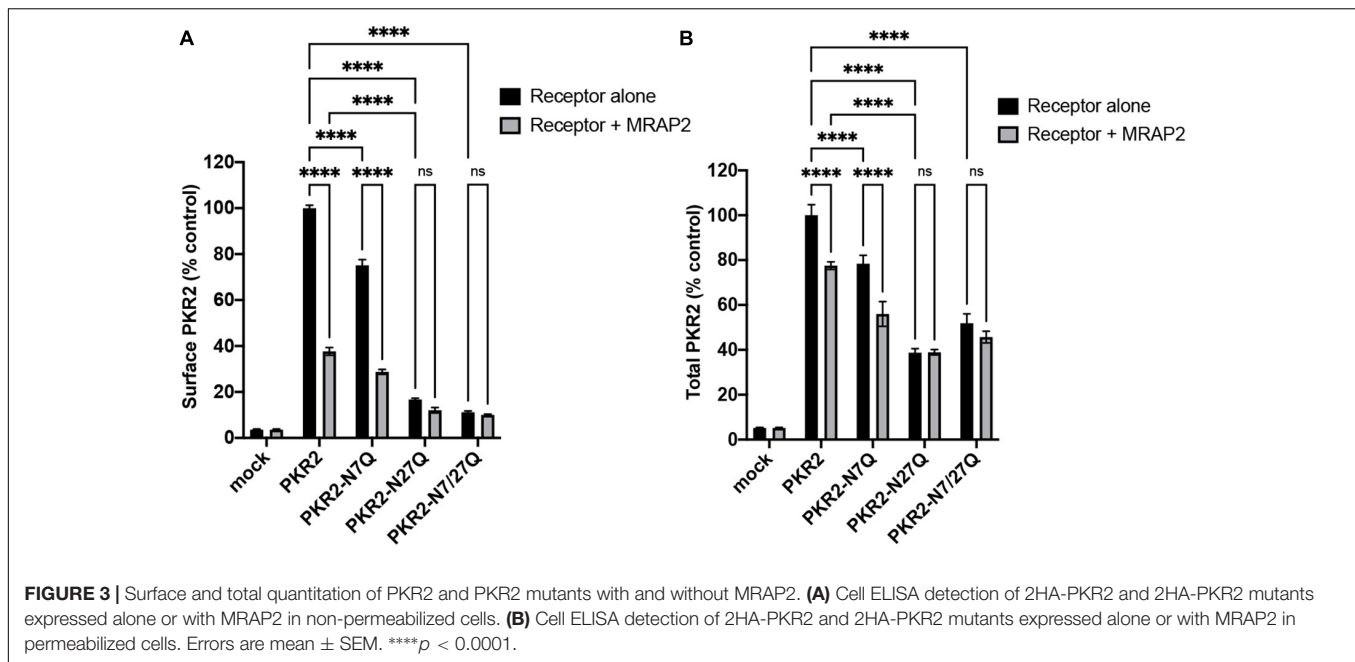 A
****
****
****
****
**** ****
ns
ns
Receptor alone
Receptor + MRAP2
Surface PKR2 (% control)
120
100
80
60
40
20
0
mock
PKR2
PKR2-N7Q
PKR2-N27Q
PKR2-N7/27Q
B
****
****
****
****
**** ****
ns
ns
Receptor alone
Receptor + MRAP2
Total PKR2 (% control)
120
100
80
60
40
20
0
mock
PKR2
PKR2-N7Q
PKR2-N27Q
PKR2-N7/27Q
FIGURE 3 | Surface and total quantitation of PKR2 and PKR2 mutants with and without MRAP2. (A) Cell ELISA detection of 2HA-PKR2 and 2HA-PKR2 mutants
expressed alone or with MRAP2 in non-permeabilized cells. (B) Cell ELISA detection of 2HA-PKR2 and 2HA-PKR2 mutants expressed alone or with MRAP2 in
permeabilized cells. Errors are mean ± SEM. ****p < 0.0001.